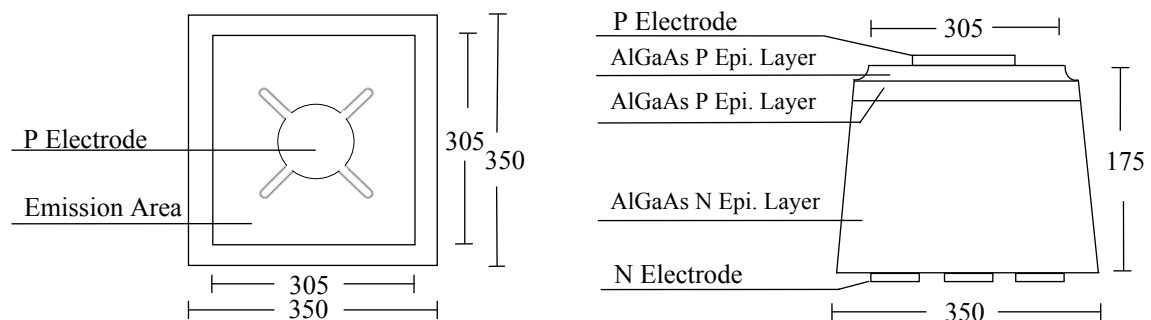 P Electrode
Emission Area
305
350
305
350
P Electrode
AlGaAs P Epi. Layer
AlGaAs P Epi. Layer
AlGaAs N Epi. Layer
N Electrode
305
175
350